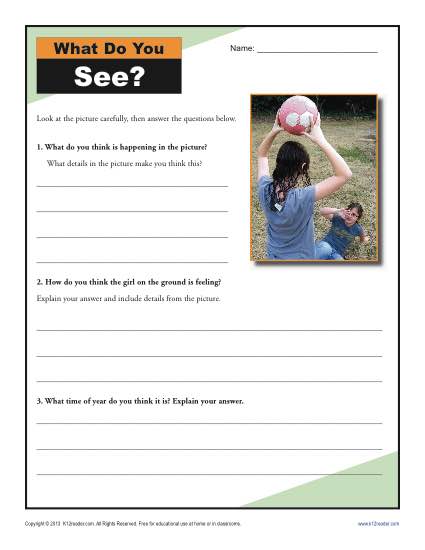 What Do You
See?
Name:
Look at the picture carefully, then answer the questions below.
1. What do you think is happening in the picture?
What details in the picture make you think this?
2. How do you think the girl on the ground is feeling?
Explain your answer and include details from the picture.
3. What time of year do you think it is? Explain your answer.
Copyright © 2013 K12reader.com. All Rights Reserved. Free for educational use at home or in classrooms.
www.k12reader.com